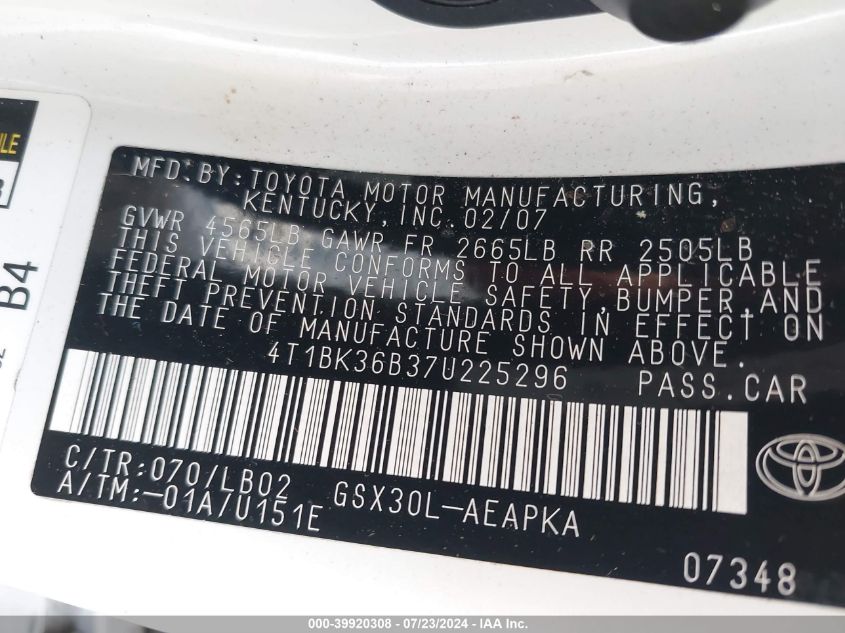 MFD.BY:TOYOTA MOTOR MANUFACTURING,
KENTUCKY,INC. 02/07
GVWR 4565LB GAWR FR 2665LB RR 2505LB
THIS VEHICLE CONFORMS TO ALL APPLICABLE
FEDERAL MOTOR VEHICLE SAFETY,BUMPER,AND
THEFT PREVENTION STANDARDS IN EFFECT ON
THE DATE OF MANUFACTURE SHOWN ABOVE.
4T1BK36B37U225296 PASS.CAR
C/TR:070/LB02
A/TM:-01A/U151E GSX30L-AEAPKA
07348
B4
000-39920308 / 07/23/2024 - IAA Inc.